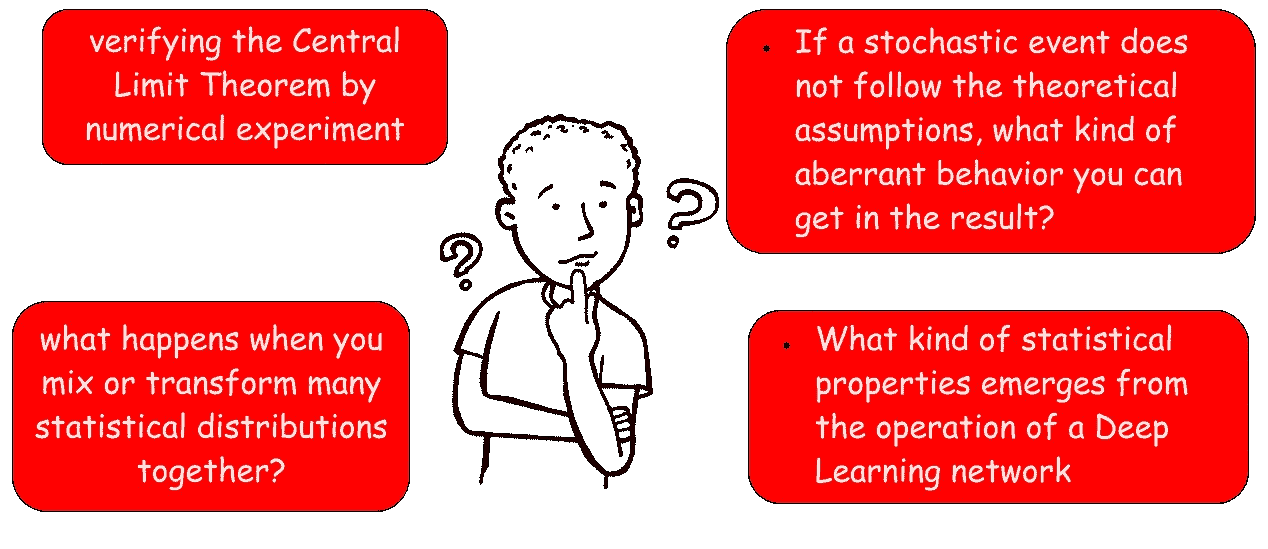 verifying the Central
Limit Theorem by
numerical experiment
• If a stochastic event does
not follow the theoretical
assumptions, what kind of
aberrant behavior you can
get in the result?
?
?
what happens when you
mix or transform many
statistical distributions
together?
• What kind of statistical
properties emerges from
the operation of a Deep
Learning network